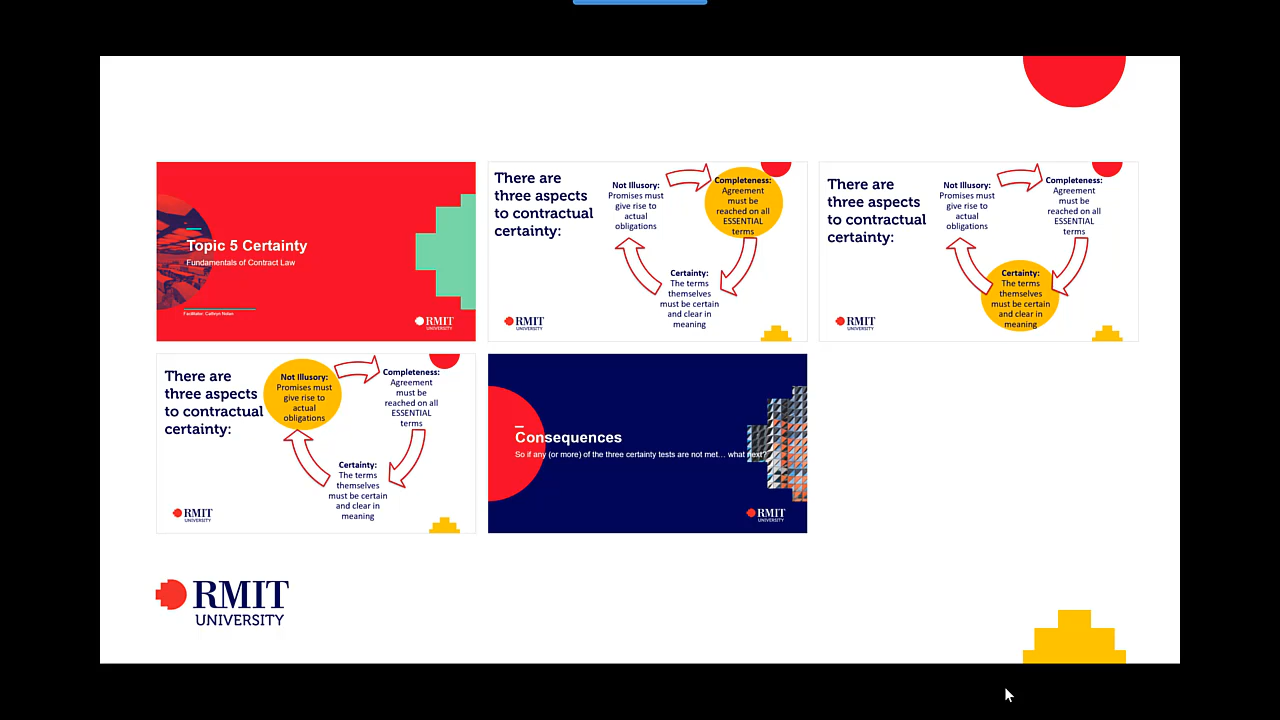 Topic 5 Certainty
Fundamentals of Contract Law
Facilitator: Cathryn Nolan
RMIT
UNIVERSITY
There are
three aspects
to contractual
certainty:
Not Illusory:
Promises must
give rise to
actual
obligations
Completeness:
Agreement
must be
reached on all
ESSENTIAL
terms
Certainty:
The terms
themselves
must be certain
and clear in
meaning
RMIT
UNIVERSITY
There are
three aspects
to contractual
certainty:
Not Illusory:
Promises must
give rise to
actual
obligations
Completeness:
Agreement
must be
reached on all
ESSENTIAL
terms
Certainty:
The terms
themselves
must be certain
and clear in
meaning
RMIT
UNIVERSITY
There are
three aspects
to contractual
certainty:
Not Illusory:
Promises must
give rise to
actual
obligations
Completeness:
Agreement
must be
reached on all
ESSENTIAL
terms
Certainty:
The terms
themselves
must be certain
and clear in
meaning
RMIT
UNIVERSITY
Consequences
So if any (or more) of the three certainty tests are not met... what next?
RMIT
UNIVERSITY
RMIT
UNIVERSITY